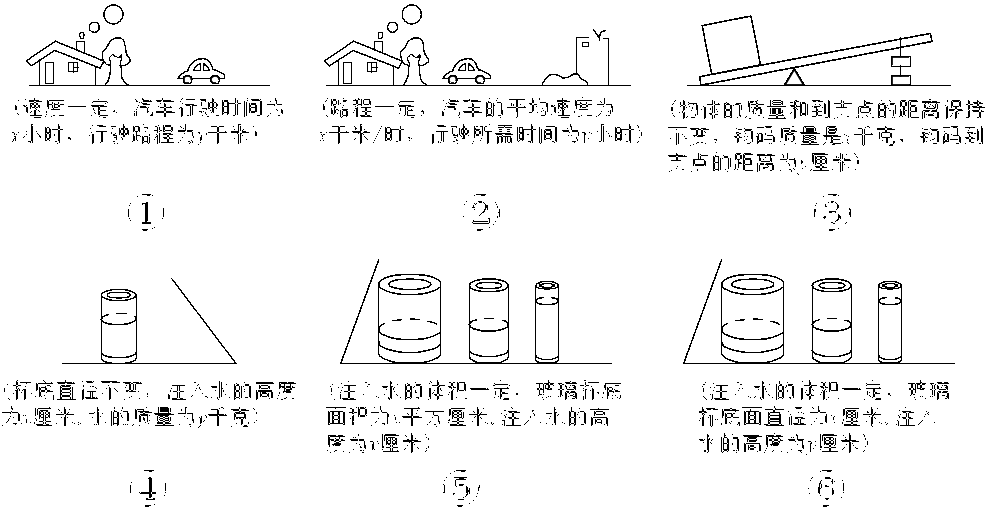 (速度一定，汽车行驶时间为
x小时，行驶路程为y千米)
①
(路程一定，汽车的平均速度为
x千米/时，行驶所需时间为y小时)
②
(物体的质量和到支点的距离保持
不变，钩码质量是x千克，钩码到
支点的距离为y厘米)
③
(杯底直径不变，注入水的高度
为x厘米,水的质量为y千克)
④
(注入水的体积一定，玻璃杯底
面积为x平方厘米,注入水的高
度为y厘米)
⑤
(注入水的体积一定，玻璃
杯底面直径为x厘米,注入
水的高度为y厘米)
⑥